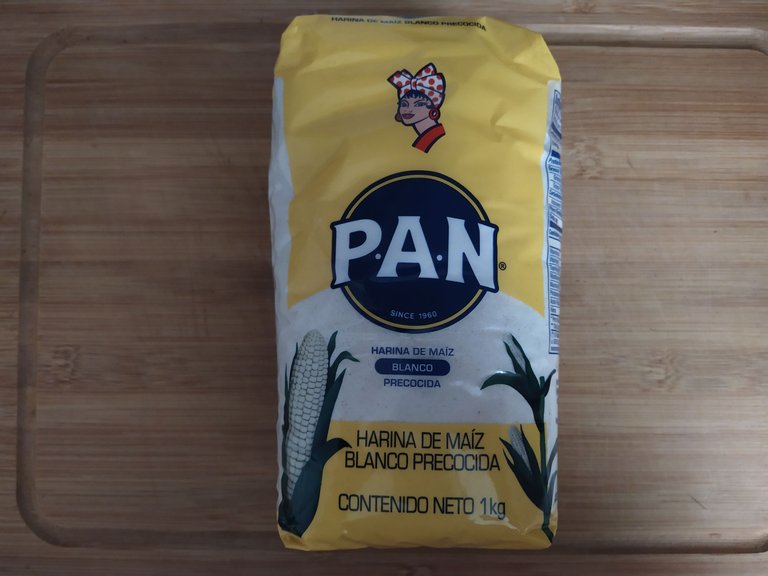 HARINA DE MAÍZ BLANCO PRECOCIDA
P.A.N®
SINCE 1960
HARINA DE MAÍZ
BLANCO
PRECOCIDA
HARINA DE MAÍZ
BLANCO PRECOCIDA
CONTENIDO NETO 1kg